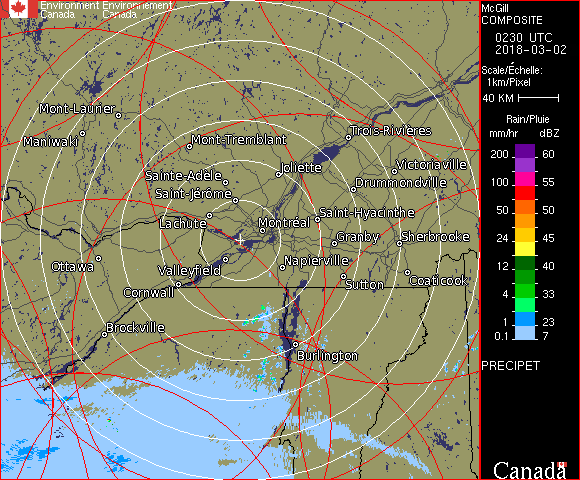 Environment Environnement
Canada Canada
McGill
COMPOSITE
0230 UTC
2018-03-02
Scale/Échelle:
1km/Pixel
40 KM
Rain/Pluie
mm/hr dBZ
200 60
100 55
50 50
24 45
12 40
4 33
1 23
0.1 7
PRECIPET
Canada
Mont-Laurier
Maniwaki
Mont-Tremblant
Trois-Rivières
Sainte-Adèle
Joliette
Victoriaville
Saint-Jérôme
Drummondville
Lachute
Montréal
Saint-Hyacinthe
Granby
Sherbrooke
Ottawa
Valleyfield
Napierville
Cornwall
Sutton
Coaticook
Brockville
Burlington